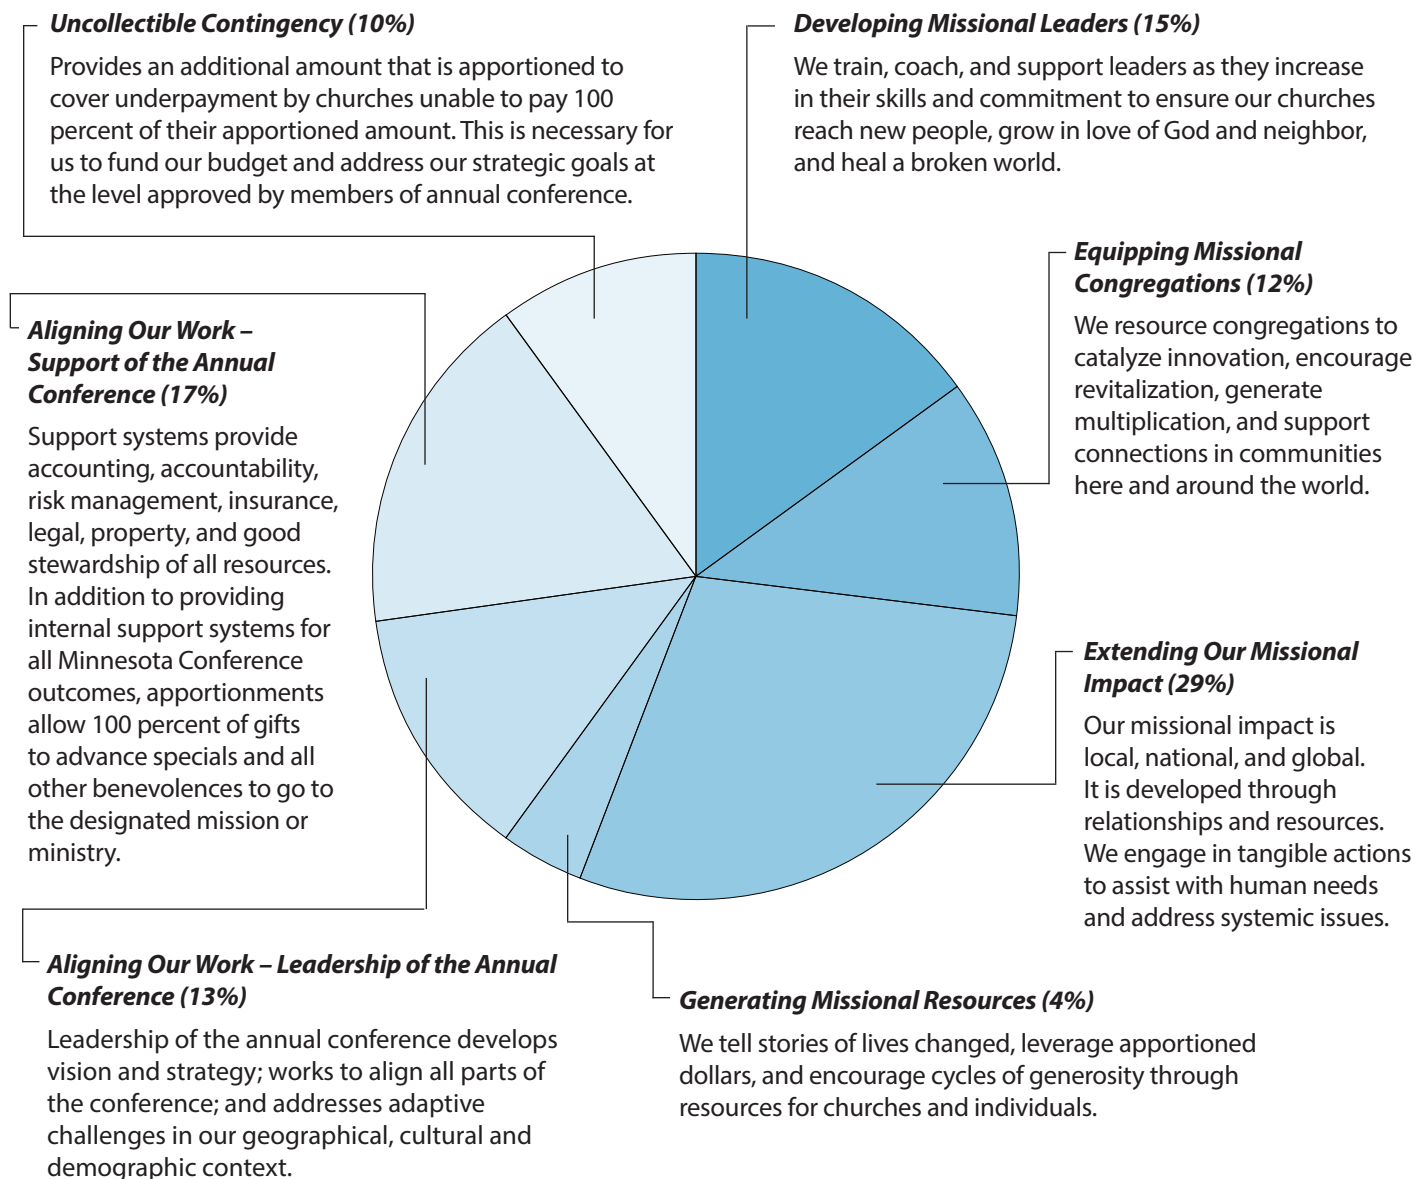 Uncollectible Contingency (10%)
Provides an additional amount that is apportioned to
cover underpayment by churches unable to pay 100
percent of their apportioned amount. This is necessary for
us to fund our budget and address our strategic goals at
the level approved by members of annual conference.
Developing Missional Leaders (15%)
We train, coach, and support leaders as they increase
in their skills and commitment to ensure our churches
reach new people, grow in love of God and neighbor,
and heal a broken world.
Equipping Missional
Congregations (12%)
We resource congregations to
catalyze innovation, encourage
revitalization, generate
multiplication, and support
connections in communities
here and around the world.
Aligning Our Work –
Support of the Annual
Conference (17%)
Support systems provide
accounting, accountability,
risk management, insurance,
legal, property, and good
stewardship of all resources.
In addition to providing
internal support systems for
all Minnesota Conference
outcomes, apportionments
allow 100 percent of gifts
to advance specials and all
other benevolences to go to
the designated mission or
ministry.
Extending Our Missional
Impact (29%)
Our missional impact is
local, national, and global.
It is developed through
relationships and resources.
We engage in tangible actions
to assist with human needs
and address systemic issues.
Aligning Our Work – Leadership of the Annual
Conference (13%)
Leadership of the annual conference develops
vision and strategy; works to align all parts of
the conference; and addresses adaptive
challenges in our geographical, cultural and
demographic context.
Generating Missional Resources (4%)
We tell stories of lives changed, leverage apportioned
dollars, and encourage cycles of generosity through
resources for churches and individuals.